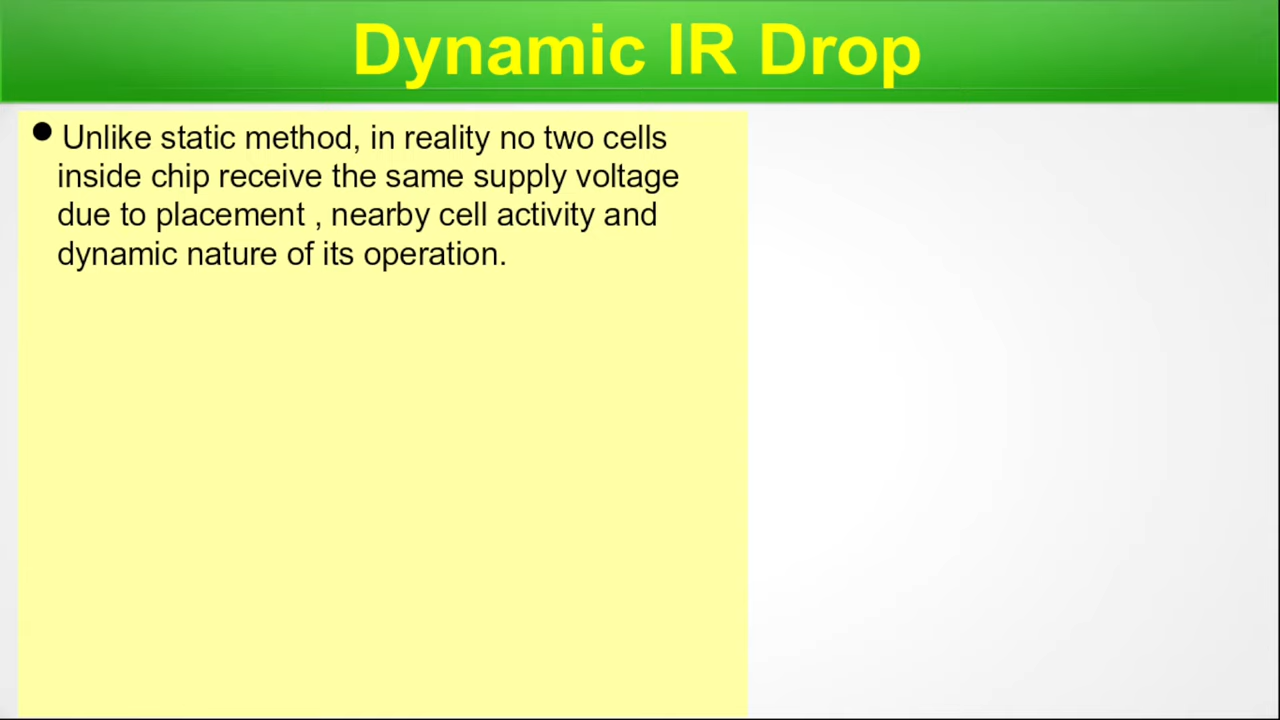 Dynamic IR Drop
● Unlike static method, in reality no two cells
inside chip receive the same supply voltage
due to placement , nearby cell activity and
dynamic nature of its operation.